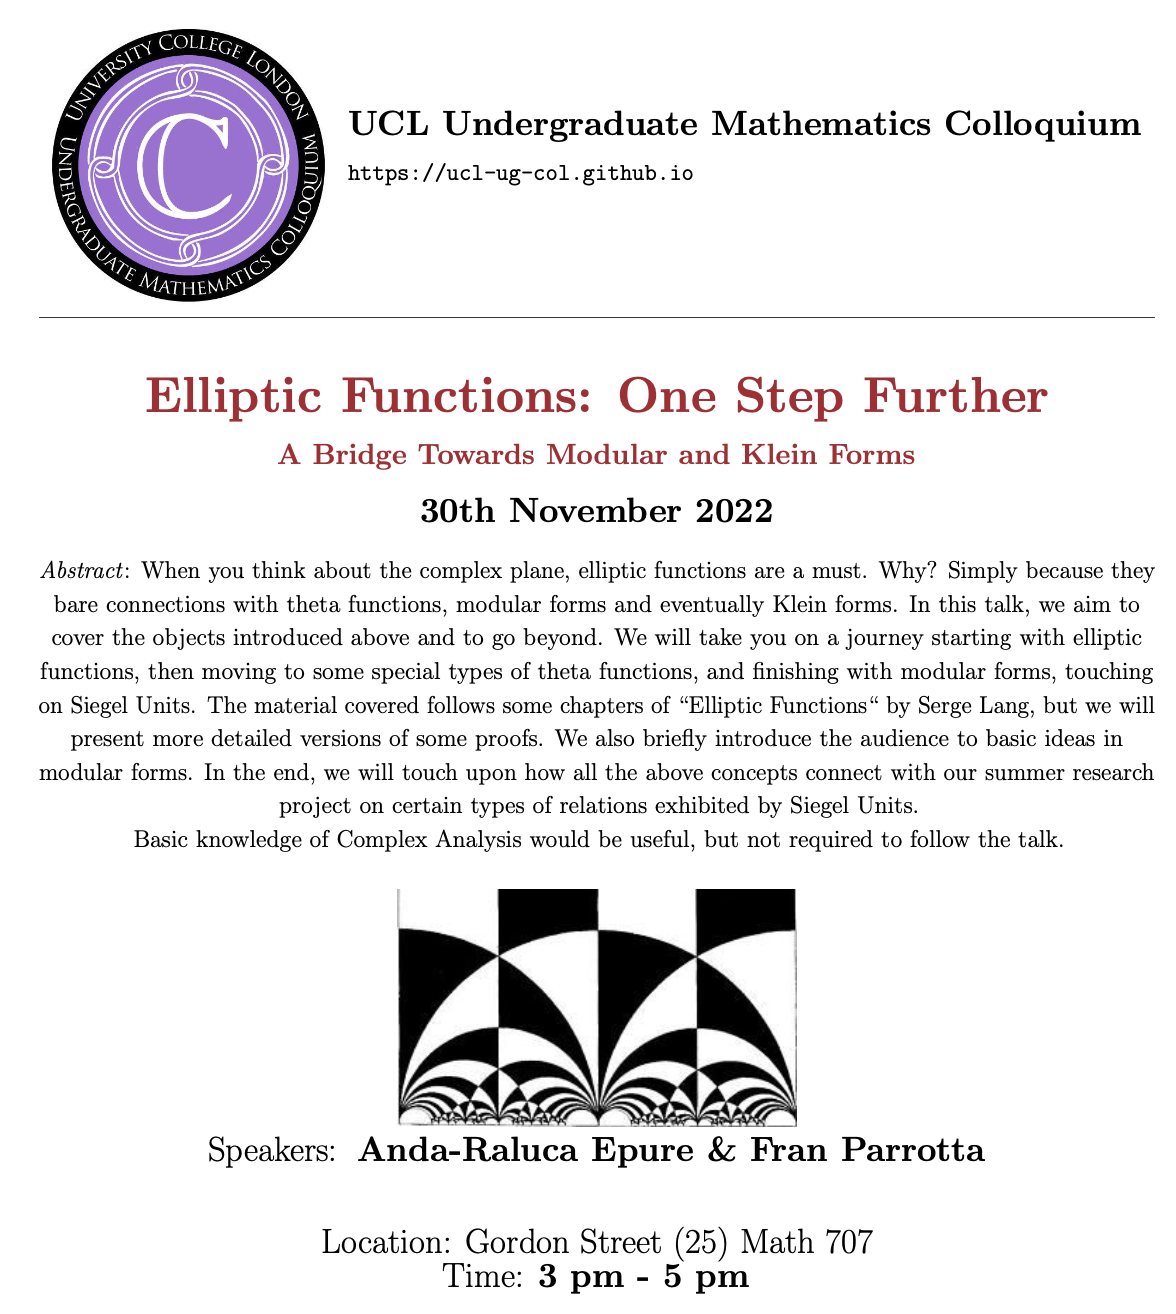 UNIVERSITY COLLEGE LONDON
UNDERGRADUATE MATHEMATICS COLLOQUIUM
C
UCL Undergraduate Mathematics Colloquium
https://ucl-ug-col.github.io
Elliptic Functions: One Step Further
A Bridge Towards Modular and Klein Forms
30th November 2022
Abstract: When you think about the complex plane, elliptic functions are a must. Why? Simply because they
bare connections with theta functions, modular forms and eventually Klein forms. In this talk, we aim to
cover the objects introduced above and to go beyond. We will take you on a journey starting with elliptic
functions, then moving to some special types of theta functions, and finishing with modular forms, touching
on Siegel Units. The material covered follows some chapters of “Elliptic Functions“ by Serge Lang, but we will
present more detailed versions of some proofs. We also briefly introduce the audience to basic ideas in
modular forms. In the end, we will touch upon how all the above concepts connect with our summer research
project on certain types of relations exhibited by Siegel Units.
Basic knowledge of Complex Analysis would be useful, but not required to follow the talk.
Speakers: Anda-Raluca Epure & Fran Parrotta
Location: Gordon Street (25) Math 707
Time: 3 pm - 5 pm